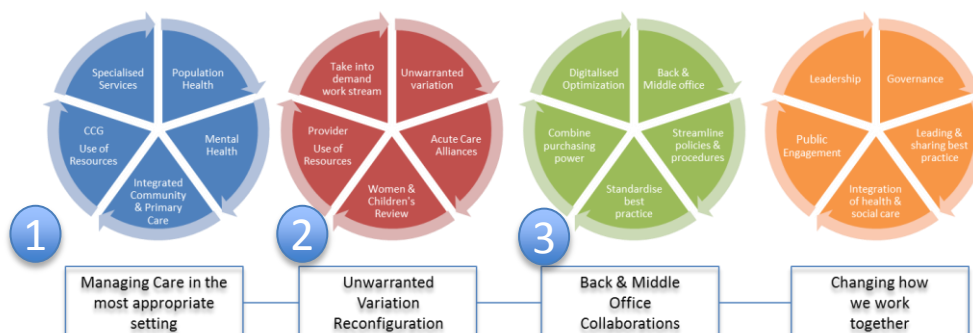 Specialised
Services
Population
Health
Mental
Health
Integrated
Community
& Primary
Care
CCG
Use of
Resources
1
Managing Care in the
most appropriate
setting
Take into
demand
work stream
Unwarranted
variation
Acute Care
Alliances
Women &
Children's
Review
Provider
Use of
Resources
2
Unwarranted
Variation
Reconfiguration
Digitalised
Optimization
Back &
Middle office
Streamline
policies &
procedures
Standardise
best
practice
Combine
purchasing
power
3
Back & Middle
Office
Collaborations
Leadership
Governance
Leading &
sharing best
practice
Integration
of health &
social care
Public
Engagement
Changing how
we work
together